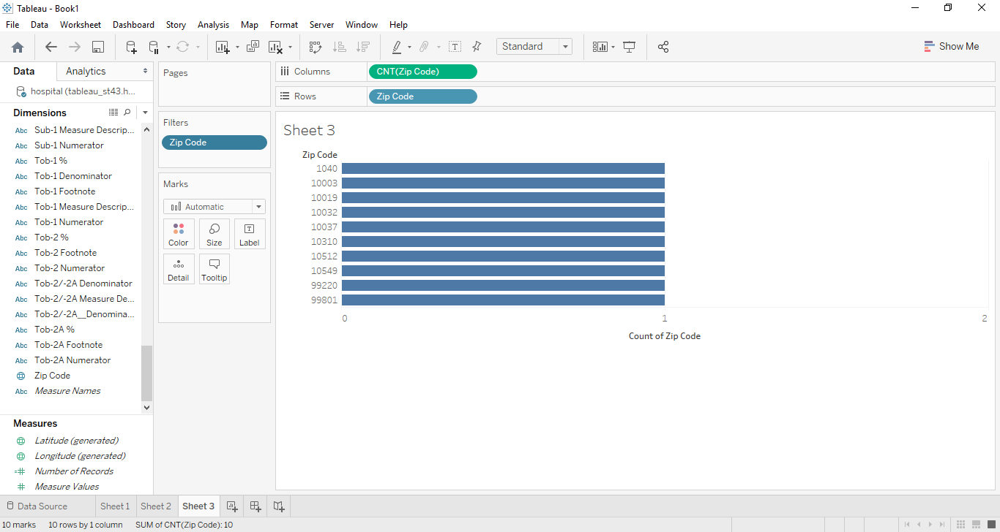 Tableau - Book1
File Data Worksheet Dashboard Story Analysis Map Format Server Window Help
Standard
Show Me
Data
Analytics
hospital (tableau_st43.h...
Dimensions
Abc Sub-1 Measure Descrip...
Abc Sub-1 Numerator
Abc Tob-1 %
Abc Tob-1 Denominator
Abc Tob-1 Footnote
Abc Tob-1 Measure Descrip...
Abc Tob-1 Numerator
Abc Tob-2 %
Abc Tob-2 Footnote
Abc Tob-2 Numerator
Abc Tob-2/-2A Denominator
Abc Tob-2/-2A Measure De...
Abc Tob-2/-2A__Denomina...
Abc Tob-2A %
Abc Tob-2A Footnote
Abc Tob-2A Numerator
Zip Code
Abc Measure Names
Measures
Latitude (generated)
Longitude (generated)
Number of Records
Measure Values
Pages
Filters
Zip Code
Marks
Automatic
Color Size Label
Detail Tooltip
Columns CNT(Zip Code)
Rows Zip Code
Sheet 3
Zip Code
1040
10003
10019
10032
10037
10310
10512
10549
99220
99801
0 1 2
Count of Zip Code
Data Source Sheet 1 Sheet 2 Sheet 3
10 marks 10 rows by 1 column SUM of CNT(Zip Code): 10